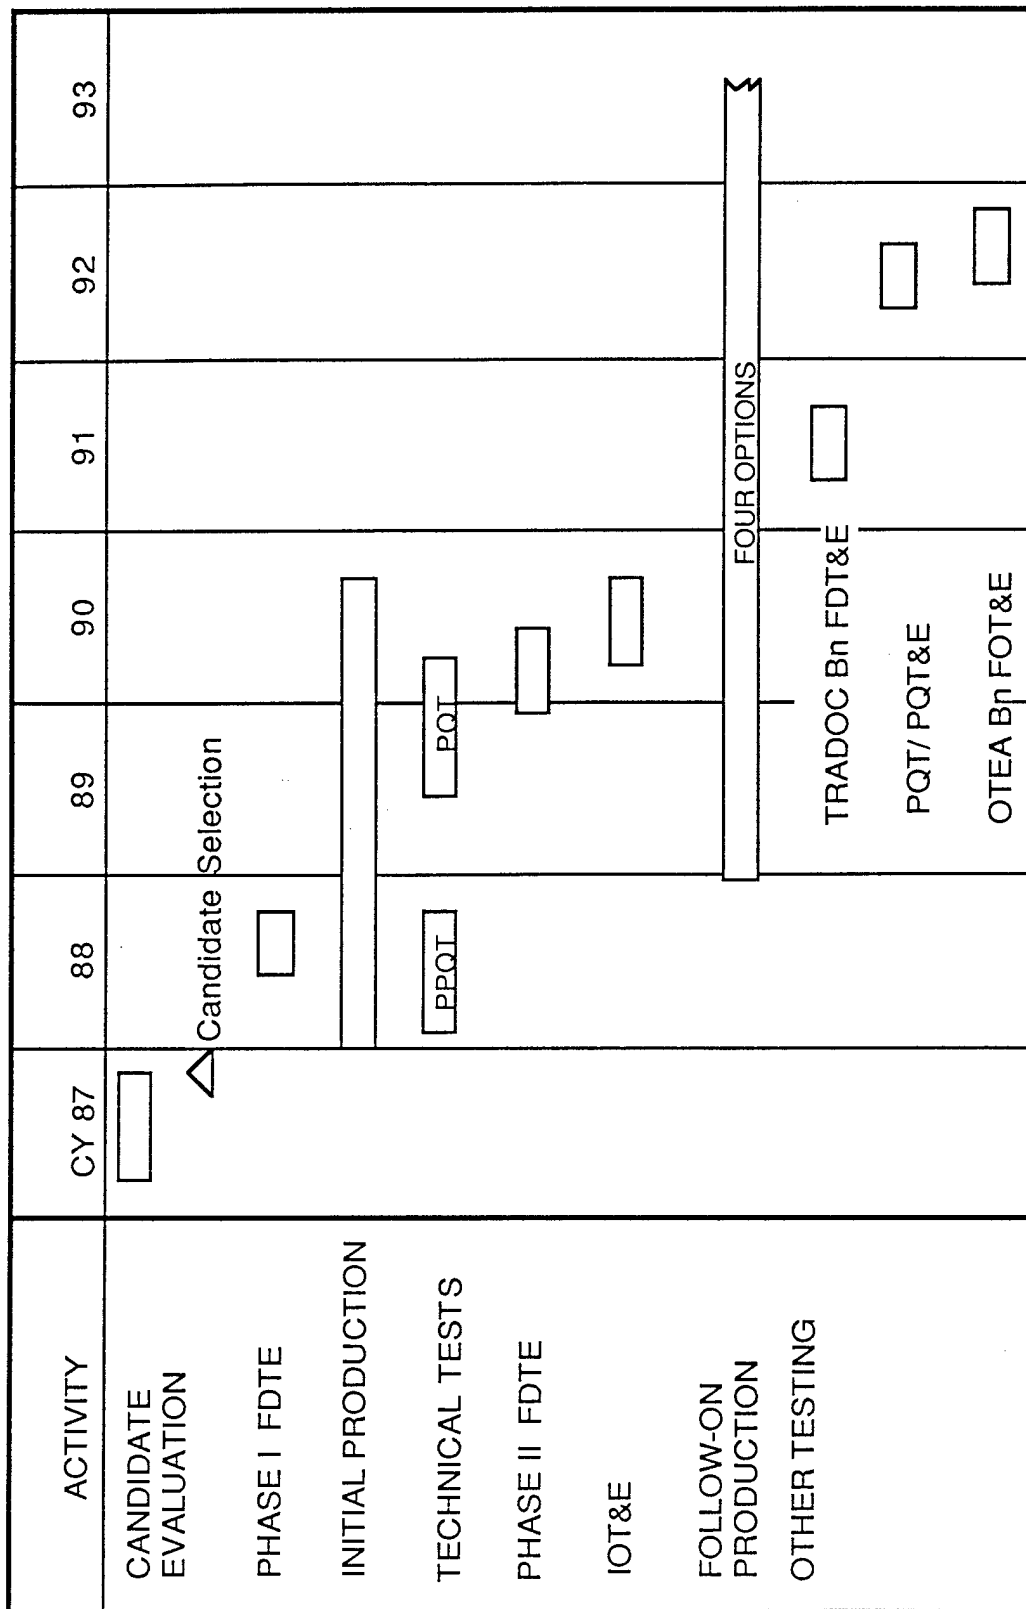 ACTIVITY
CY 87
88
89
90
91
92
93
CANDIDATE
EVALUATION
Candidate Selection
PHASE I FDTE
INITIAL PRODUCTION
TECHNICAL TESTS
PPQT
PQT
PHASE II FDTE
IOT&E
FOLLOW-ON
PRODUCTION
FOUR OPTIONS
OTHER TESTING
TRADOC Bn FDT&E
PQT/ PQT&E
OTEA Bn FOT&E